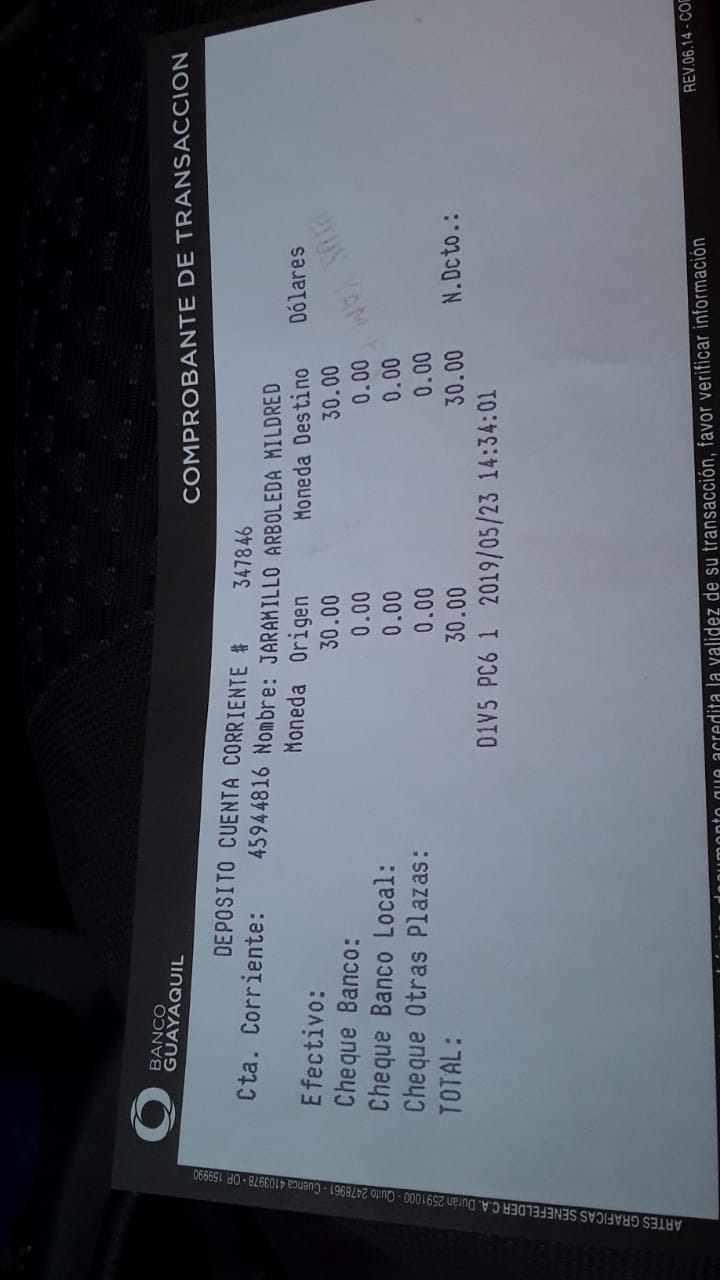 BANCO
GUAYAQUIL
COMPROBANTE DE TRANSACCION
DEPOSITO CUENTA CORRIENTE # 347846
Cta. Corriente: 45944816 Nombre: JARAMILLO ARBOLEDA MILDRED
Moneda Origen Moneda Destino Dólares
Efectivo: 30.00 30.00
Cheque Banco: 0.00 0.00
Cheque Banco Local: 0.00 0.00
Cheque Otras Plazas: 0.00 0.00
TOTAL: 30.00 30.00 N.Dcto.:
D1V5 PC6 1 2019/05/23 14:34:01
ARTES GRAFICAS SENEFELDER C.A. Durán 2591000 - Quito 2478961 - Cuenca 4103978 - OP. 159990
REV.06.14 -
documento que acredita la validez de su transacción, favor verificar información